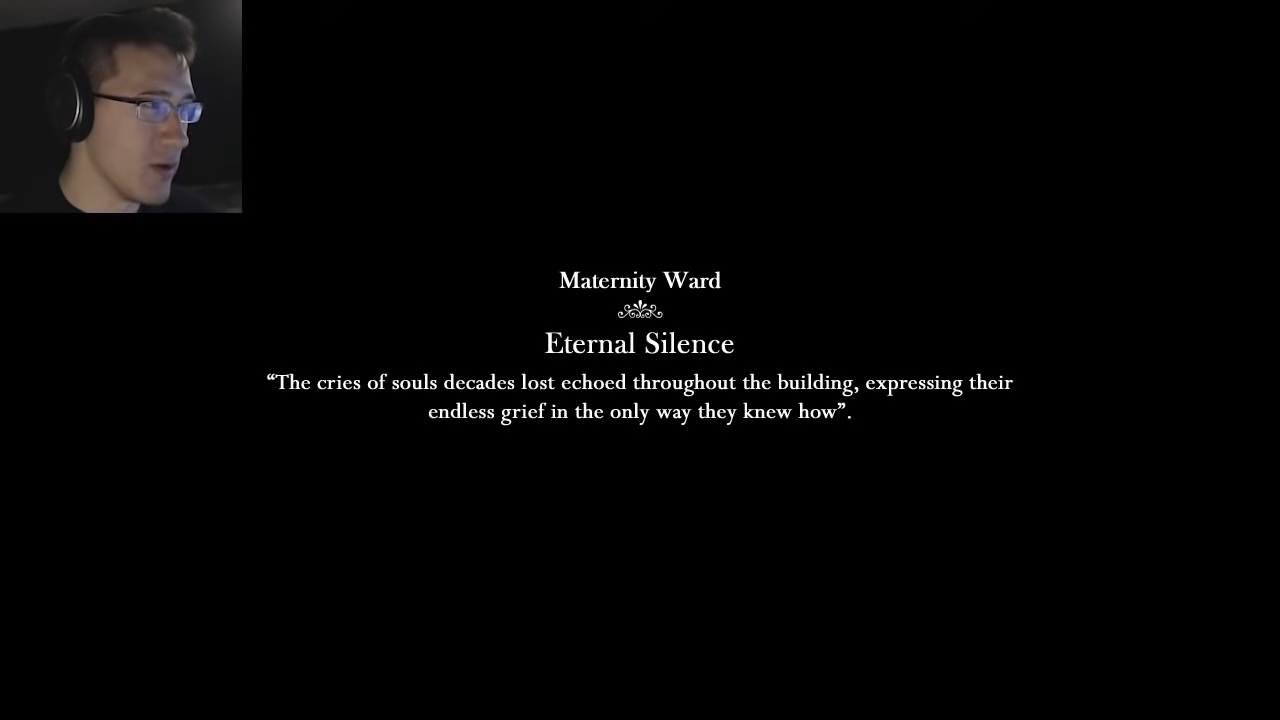 Maternity Ward
Eternal Silence
“The cries of souls decades lost echoed throughout the building, expressing their
endless grief in the only way they knew how”.